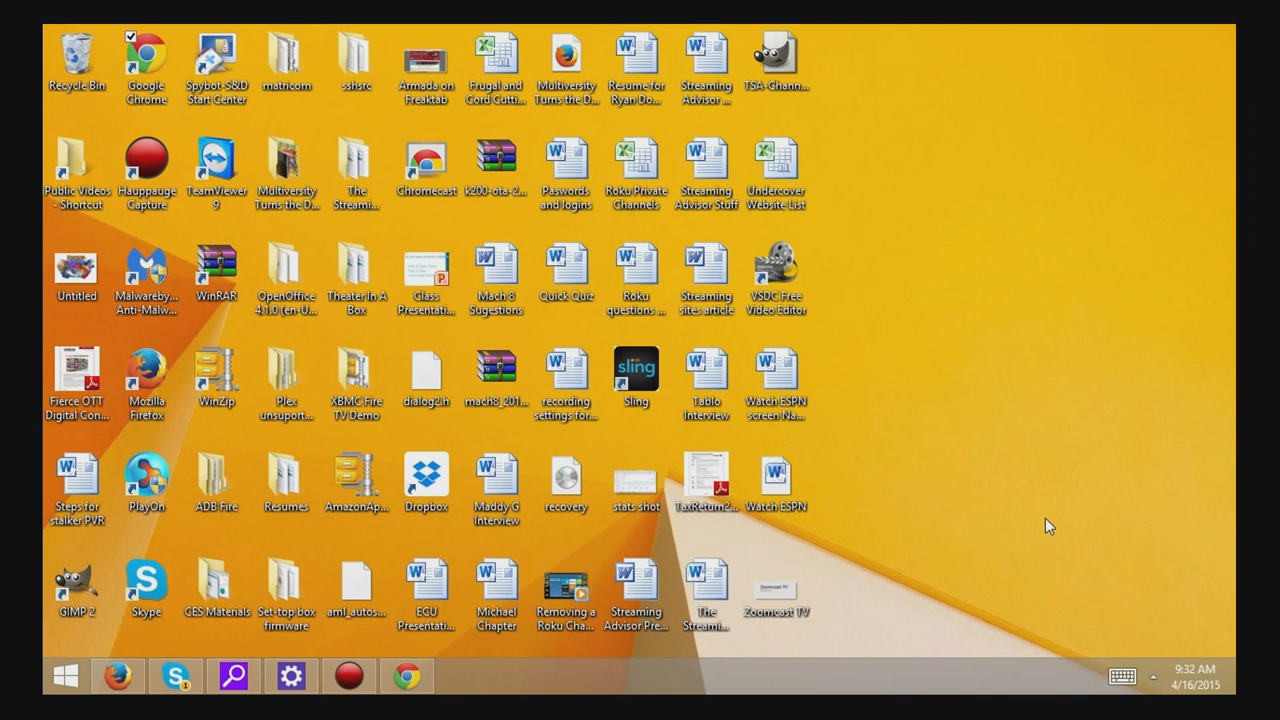 Recycle Bin
Google
Chrome
Spybot-S&D
Start Center
matricom
sshsrc
Armada on
Freaktab
Frugal and
Cord Cutti...
Multiversity
Turns the D...
Resume for
Ryan Do...
Streaming
Advisor ...
TSA-Chann...
Public Videos
- Shortcut
Hauppauge
Capture
TeamViewer
9
Multiversity
Turns the D...
The
Streami...
Chromecast
k200-ota-2...
Paswords
and logins
Roku Private
Channels
Streaming
Advisor Stuff
Undercover
Website List
Untitled
Malwareby...
Anti-Malw...
WinRAR
OpenOffice
4.1.0 (en-U...
Theater In A
Box
Class
Presentati...
Mach 8
Sugestions
Quick Quiz
Roku
questions ...
Streaming
sites article
VSDC Free
Video Editor
Fierce OTT
Digital Con...
Mozilla
Firefox
WinZip
Plex
unsuport...
XBMC Fire
TV Demo
dialog2.h
mach8_201...
recording
settings for...
sling
Sling
Tablo
Interview
Watch ESPN
screen Na...
Steps for
stalker PVR
PlayOn
ADB Fire
Resumes
AmazonAp...
Dropbox
Maddy G
Interview
recovery
stats shot
TaxReturn2...
Watch ESPN
GIMP 2
Skype
CES Materials
Set-top box
firmware
aml_autos...
ECU
Presentati...
Michael
Chapter
Removing a
Roku Cha...
Streaming
Advisor Pre...
The
Streami...
Zoomcast TV
9:32 AM
4/16/2015